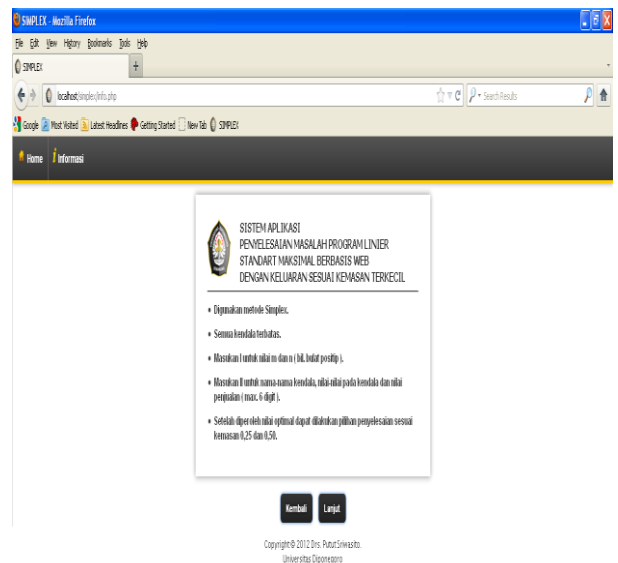 SIMPLEX - Mozilla Firefox
File Edit View History Bookmarks Tools Help
SIMPLEX +
localhost/simplex/info.php Search Results
Google Most Visited Latest Headlines Getting Started New Tab SIMPLEX
Home Informasi
SISTEM APLIKASI
PENYELESAIAN MASALAH PROGRAM LINIER
STANDART MAKSIMAL BERBASIS WEB
DENGAN KELUARAN SESUAI KEMASAN TERKECIL
• Digunakan metode Simplex.
• Semua kendala terbatas.
• Masukan I untuk nilai m dan n ( bil. bulat positip ).
• Masukan II untuk nama-nama kendala, nilai-nilai pada kendala dan nilai
penjualan ( max. 6 digit ).
• Setelah diperoleh nilai optimal dapat dilakukan pilihan penyelesaian sesuai
kemasan 0,25 dan 0,50.
Kembali Lanjut
Copyright © 2012 Drs. Putut Sriwasito.
Universitas Diponegoro